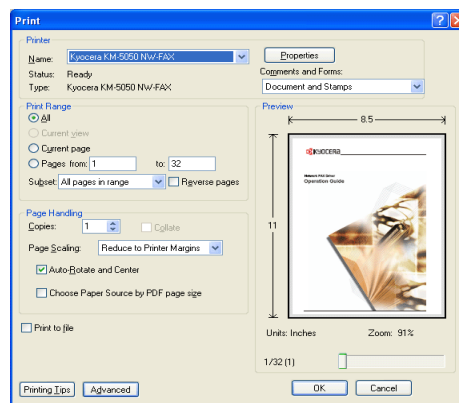 Print
Printer
Name: Kyocera KM-5050 NW-FAX
Properties
Status: Ready
Comments and Forms:
Type: Kyocera KM-5050 NW-FAX
Document and Stamps
Print Range
All
Current view
Current page
Pages from: 1 to: 32
Subset: All pages in range
Reverse pages
Page Handling
Copies: 1
Collate
Page Scaling: Reduce to Printer Margins
Auto-Rotate and Center
Choose Paper Source by PDF page size
Print to file
Preview
8.5
11
KYOCERA
Network FAX Driver
Operation Guide
Units: Inches Zoom: 91%
1/32 (1)
Printing Tips
Advanced
OK
Cancel